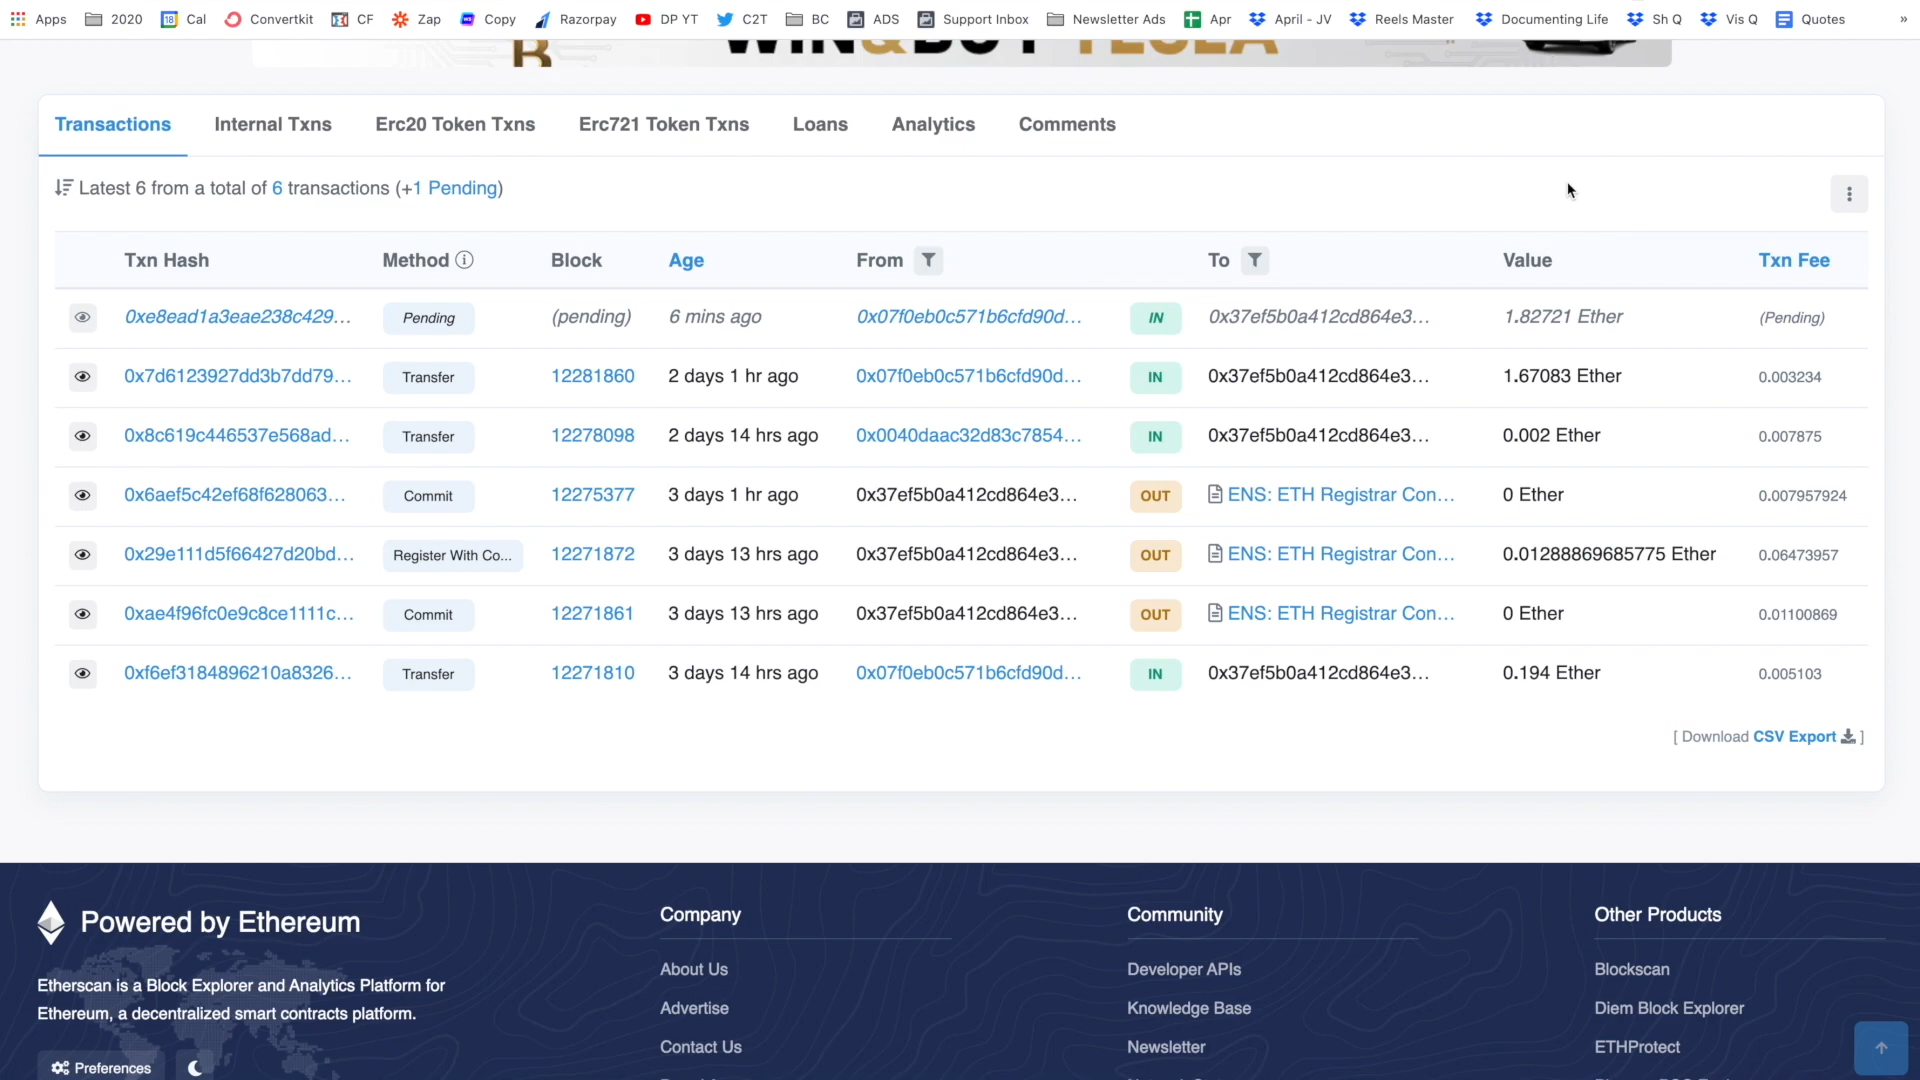 Apps 2020 Cal Convertkit CF Zap Copy Razorpay DP YT C2T BC ADS Support Inbox Newsletter Ads Apr April - JV Reels Master Documenting Life Sh Q Vis Q Quotes »
WIN&BUY TESLA
Transactions Internal Txns Erc20 Token Txns Erc721 Token Txns Loans Analytics Comments
Latest 6 from a total of 6 transactions (+1 Pending)
Txn Hash Method Block Age From To Value Txn Fee
0xe8ead1a3eae238c429... Pending (pending) 6 mins ago 0x07f0eb0c571b6cfd90d... IN 0x37ef5b0a412cd864e3... 1.82721 Ether (Pending)
0x7d6123927dd3b7dd79... Transfer 12281860 2 days 1 hr ago 0x07f0eb0c571b6cfd90d... IN 0x37ef5b0a412cd864e3... 1.67083 Ether 0.003234
0x8c619c446537e568ad... Transfer 12278098 2 days 14 hrs ago 0x0040daac32d83c7854... IN 0x37ef5b0a412cd864e3... 0.002 Ether 0.007875
0x6aef5c42ef68f628063... Commit 12275377 3 days 1 hr ago 0x37ef5b0a412cd864e3... OUT ENS: ETH Registrar Con... 0 Ether 0.007957924
0x29e111d5f66427d20bd... Register With Co... 12271872 3 days 13 hrs ago 0x37ef5b0a412cd864e3... OUT ENS: ETH Registrar Con... 0.01288869685775 Ether 0.06473957
0xae4f96fc0e9c8ce1111c... Commit 12271861 3 days 13 hrs ago 0x37ef5b0a412cd864e3... OUT ENS: ETH Registrar Con... 0 Ether 0.01100869
0xf6ef3184896210a8326... Transfer 12271810 3 days 14 hrs ago 0x07f0eb0c571b6cfd90d... IN 0x37ef5b0a412cd864e3... 0.194 Ether 0.005103
[ Download CSV Export ]
Powered by Ethereum
Etherscan is a Block Explorer and Analytics Platform for
Ethereum, a decentralized smart contracts platform.
Preferences
Company
About Us
Advertise
Contact Us
Community
Developer APIs
Knowledge Base
Newsletter
Other Products
Blockscan
Diem Block Explorer
ETHProtect